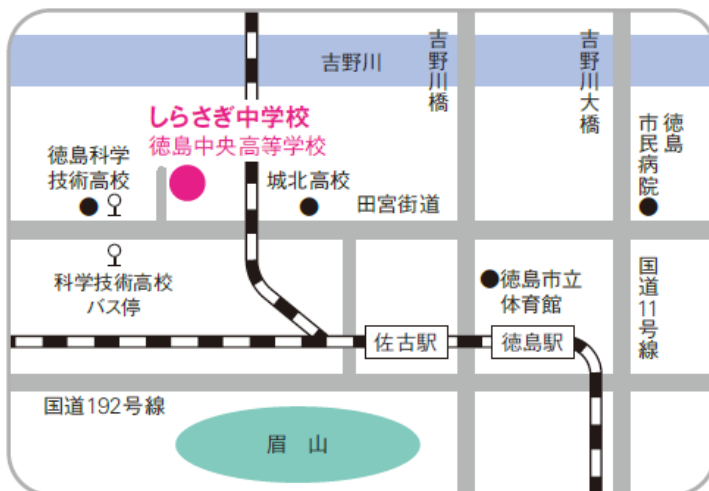 吉野川
吉野川橋
吉野川大橋
しらさぎ中学校
徳島中央高等学校
徳島科学
技術高校
城北高校
田宮街道
徳島
市民病院
科学技術高校
バス停
徳島市立
体育館
国道11号線
佐古駅
徳島駅
国道192号線
眉 山